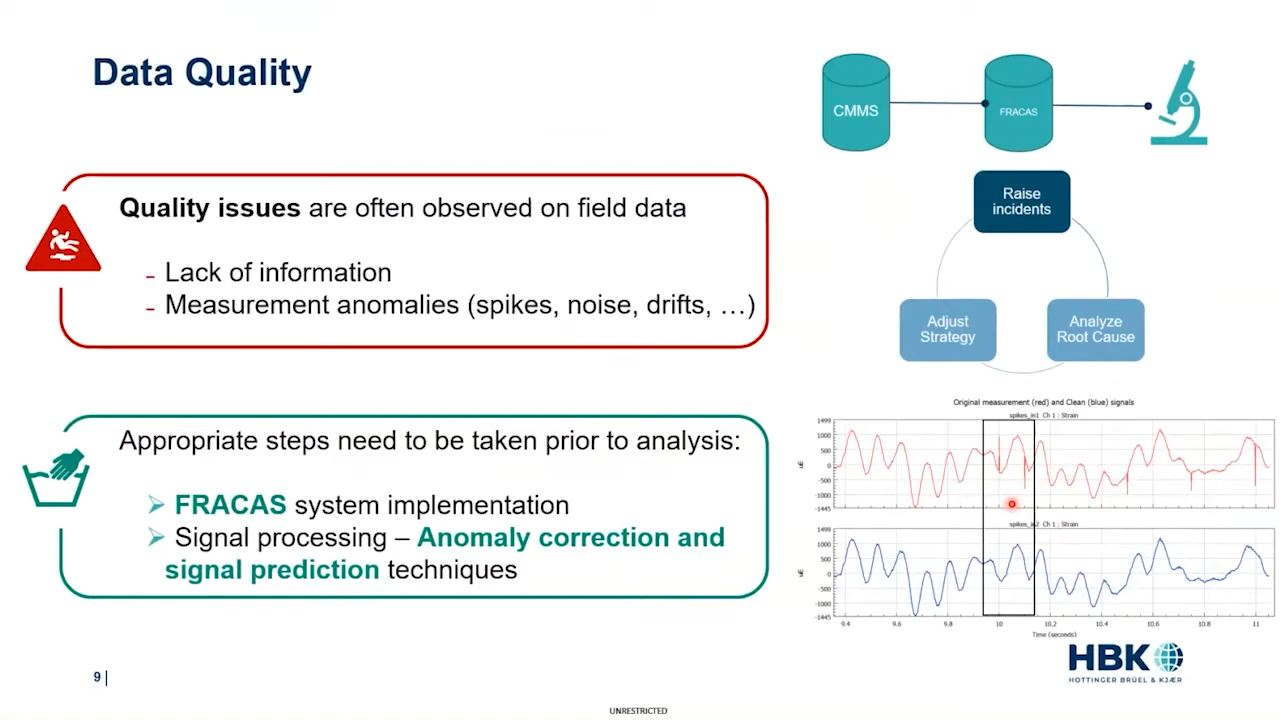 Data Quality
CMMS
FRACAS
Raise
incidents
Adjust
Strategy
Analyze
Root Cause
Quality issues are often observed on field data
- Lack of information
- Measurement anomalies (spikes, noise, drifts, …)
Appropriate steps need to be taken prior to analysis:
➢ FRACAS system implementation
➢ Signal processing – Anomaly correction and
signal prediction techniques
Original measurement (red) and Clean (blue) signals
spikes_in1 Ch 1 : Strain
1499
1000
500
0
-500
-1000
-1445
uE
spikes_in2 Ch 1 : Strain
1499
1000
500
0
-500
-1000
-1445
uE
9.4 9.6 9.8 10 10.2 10.4 10.6 10.8 11
Time (seconds)
HBK
HOTTINGER BRÜEL & KJÆR
9 |
UNRESTRICTED